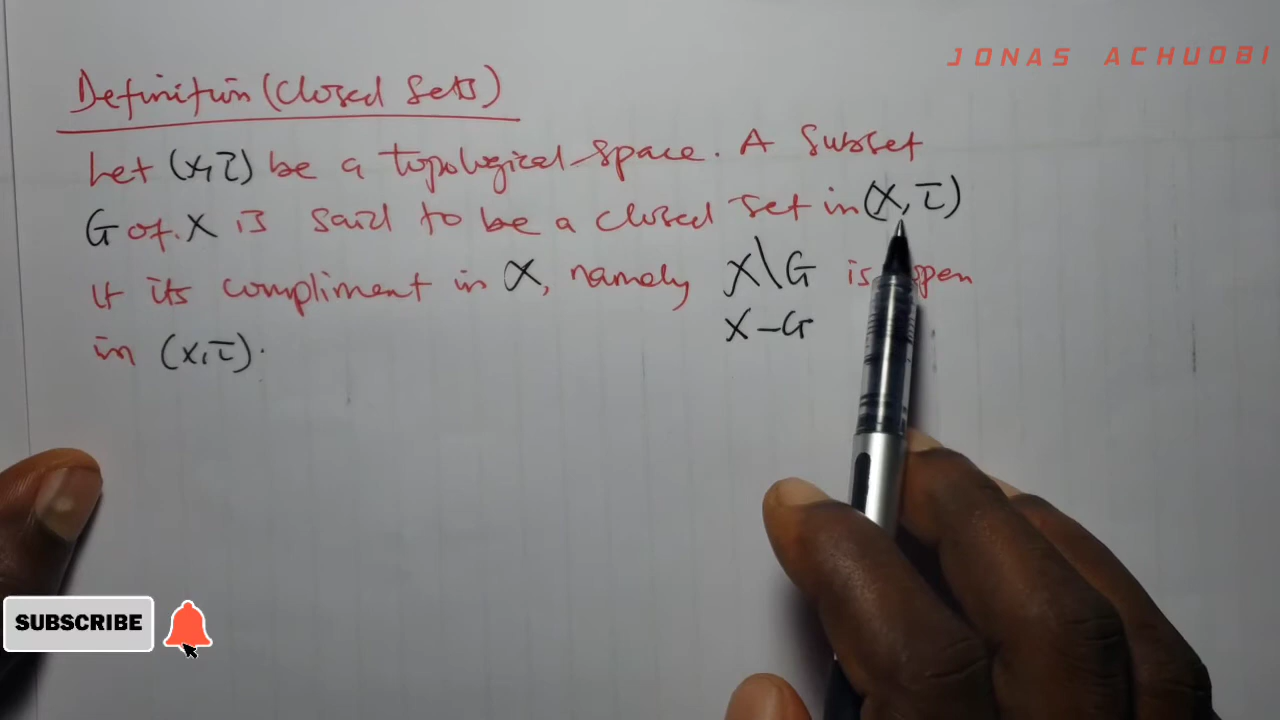 JONAS ACHUOBI
Definition (Closed Sets)
Let (X,τ) be a topological space. A subset
G of X is said to be a closed set in (X,τ)
if its compliment in X, namely X\G is open
X-G
in (X,τ).
SUBSCRIBE